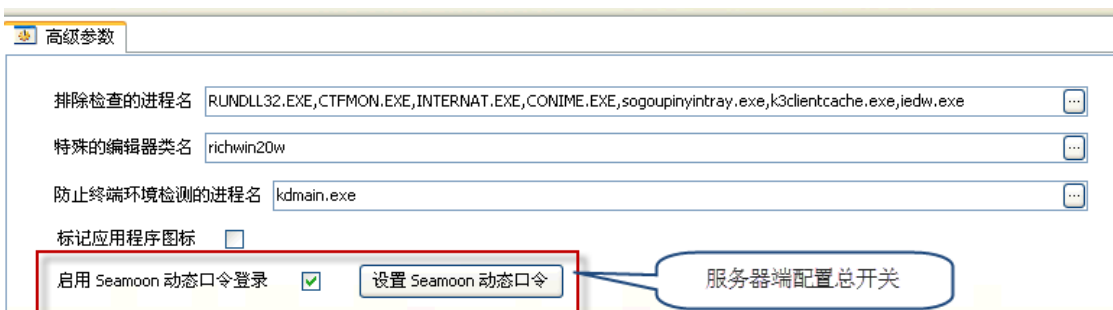 高级参数
排除检查的进程名 RUNDLL32.EXE,CTFMON.EXE,INTERNAT.EXE,CONIME.EXE,sogoupinyintray.exe,k3clientcache.exe,iedw.exe
特殊的编辑器类名 richwin20w
防止终端环境检测的进程名 kdmain.exe
标记应用程序图标
启用 Seamoon 动态口令登录 设置 Seamoon 动态口令 服务器端配置总开关